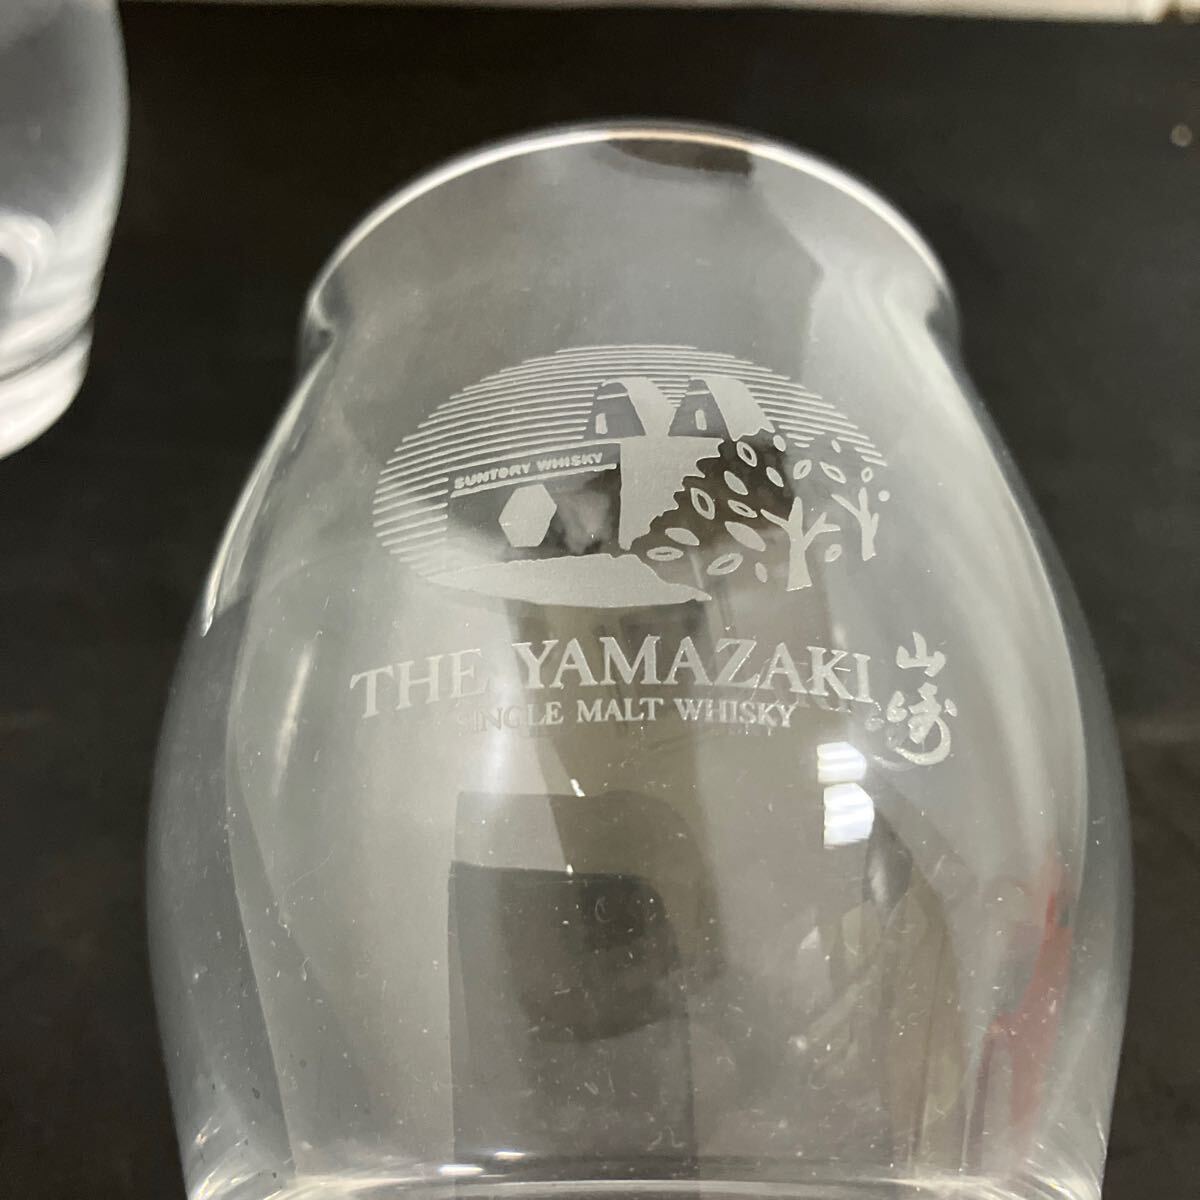 SUNTORY WHISKY
THE YAMAZAKI
SINGLE MALT WHISKY
山崎